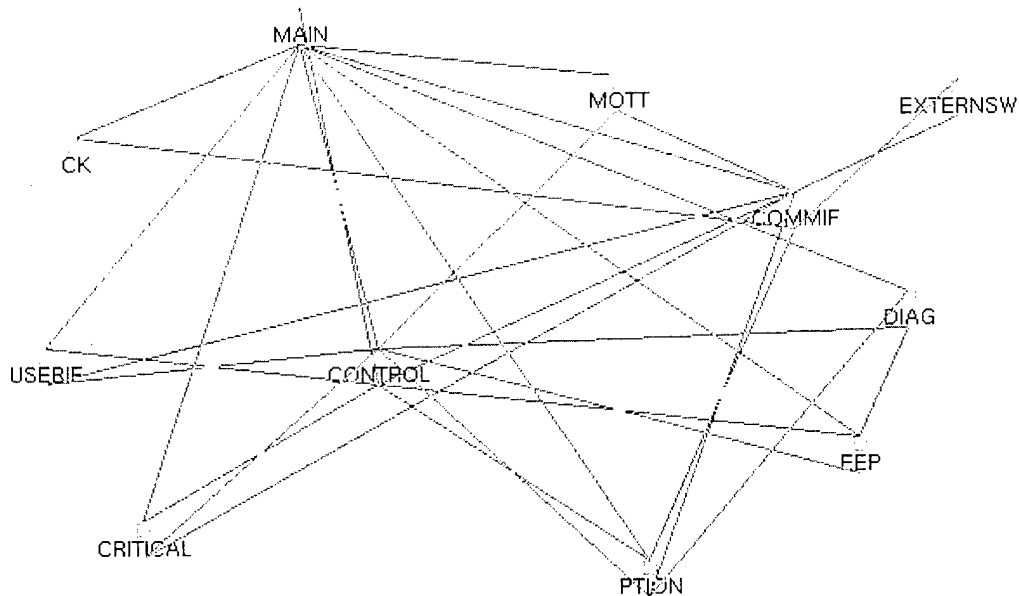 MAIN
MOTT
EXTERNSW
CK
COMMIF
DIAG
USERIF
CONTROL
FEP
CRITICAL
PTION